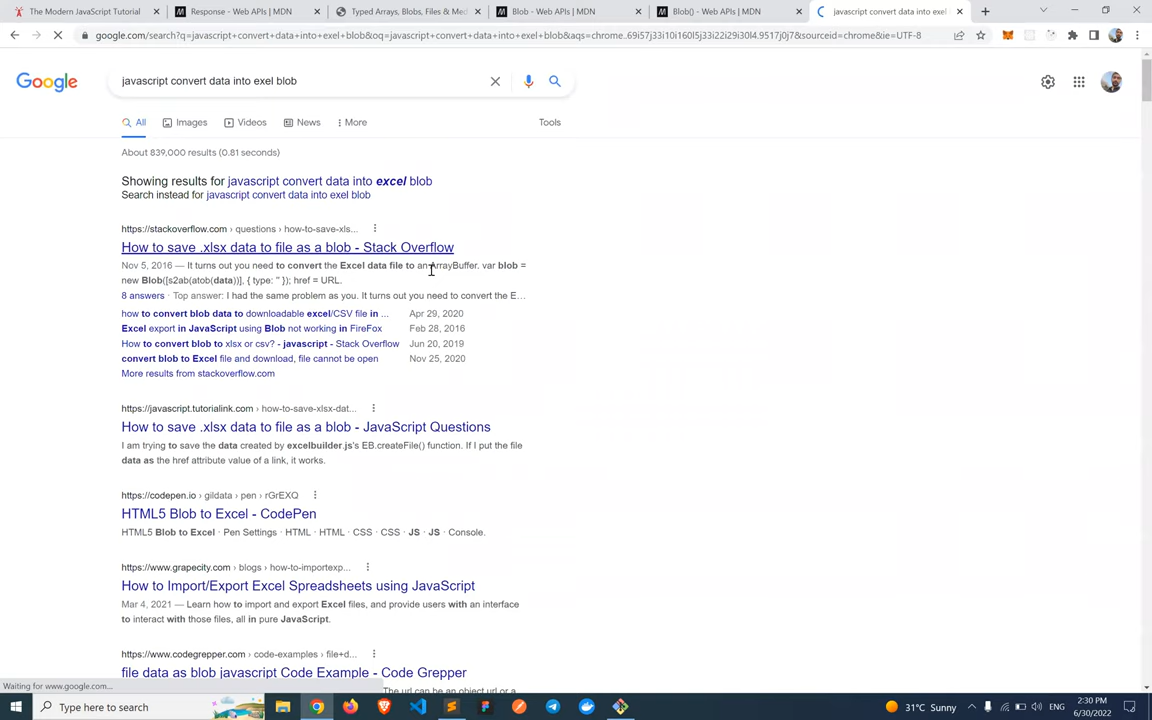 The Modern JavaScript Tutorial
Response - Web APIs | MDN
Typed Arrays, Blobs, Files & Med
Blob - Web APIs | MDN
Blob() - Web APIs | MDN
javascript convert data into exel
google.com/search?q=javascript+convert+data+into+exel+blob&oq=javascript+convert+data+into+exel+blob&aqs=chrome..69i57j33i10i160l5j33i22i29i30l4.9517j0j7&sourceid=chrome&ie=UTF-8
Google
javascript convert data into exel blob
All
Images
Videos
News
More
Tools
About 839,000 results (0.81 seconds)
Showing results for javascript convert data into excel blob
Search instead for javascript convert data into exel blob
https://stackoverflow.com › questions › how-to-save-xls...
How to save .xlsx data to file as a blob - Stack Overflow
Nov 5, 2016 — It turns out you need to convert the Excel data file to an ArrayBuffer. var blob =
new Blob([s2ab(atob(data))], { type: '' }); href = URL.
8 answers · Top answer: I had the same problem as you. It turns out you need to convert the E...
how to convert blob data to downloadable excel/CSV file in ... Apr 29, 2020
Excel export in JavaScript using Blob not working in FireFox Feb 28, 2016
How to convert blob to xlsx or csv? - javascript - Stack Overflow Jun 20, 2019
convert blob to Excel file and download, file cannot be open Nov 25, 2020
More results from stackoverflow.com
https://javascript.tutorialink.com › how-to-save-xlsx-dat...
How to save .xlsx data to file as a blob - JavaScript Questions
I am trying to save the data created by excelbuilder.js's EB.createFile() function. If I put the file
data as the href attribute value of a link, it works.
https://codepen.io › gildata › pen › rGrEXQ
HTML5 Blob to Excel - CodePen
HTML5 Blob to Excel · Pen Settings · HTML · HTML · CSS · CSS · JS · JS · Console.
https://www.grapecity.com › blogs › how-to-importexp...
How to Import/Export Excel Spreadsheets using JavaScript
Mar 4, 2021 — Learn how to import and export Excel files, and provide users with an interface
to interact with those files, all in pure JavaScript.
https://www.codegrepper.com › code-examples › file+d...
file data as blob javascript Code Example - Code Grepper
The url can be an object url or a
Waiting for www.google.com...
Type here to search
31°C Sunny
ENG
2:30 PM
6/30/2022